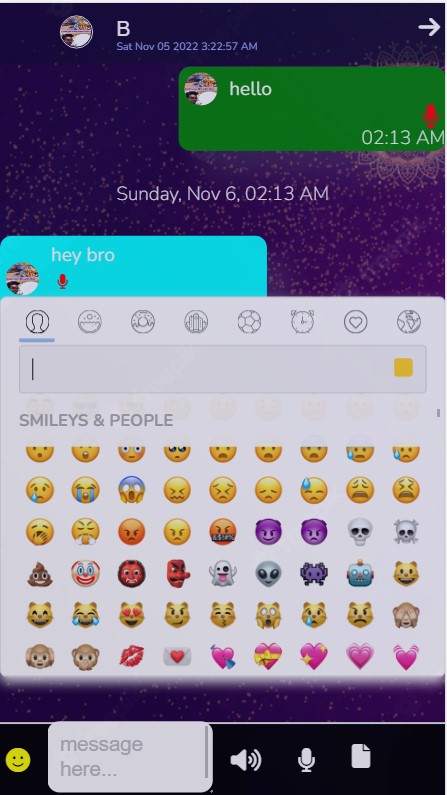 B
Sat Nov 05 2022 3:22:57 AM
hello
02:13 AM
Sunday, Nov 6, 02:13 AM
hey bro
SMILEYS & PEOPLE
message
here...